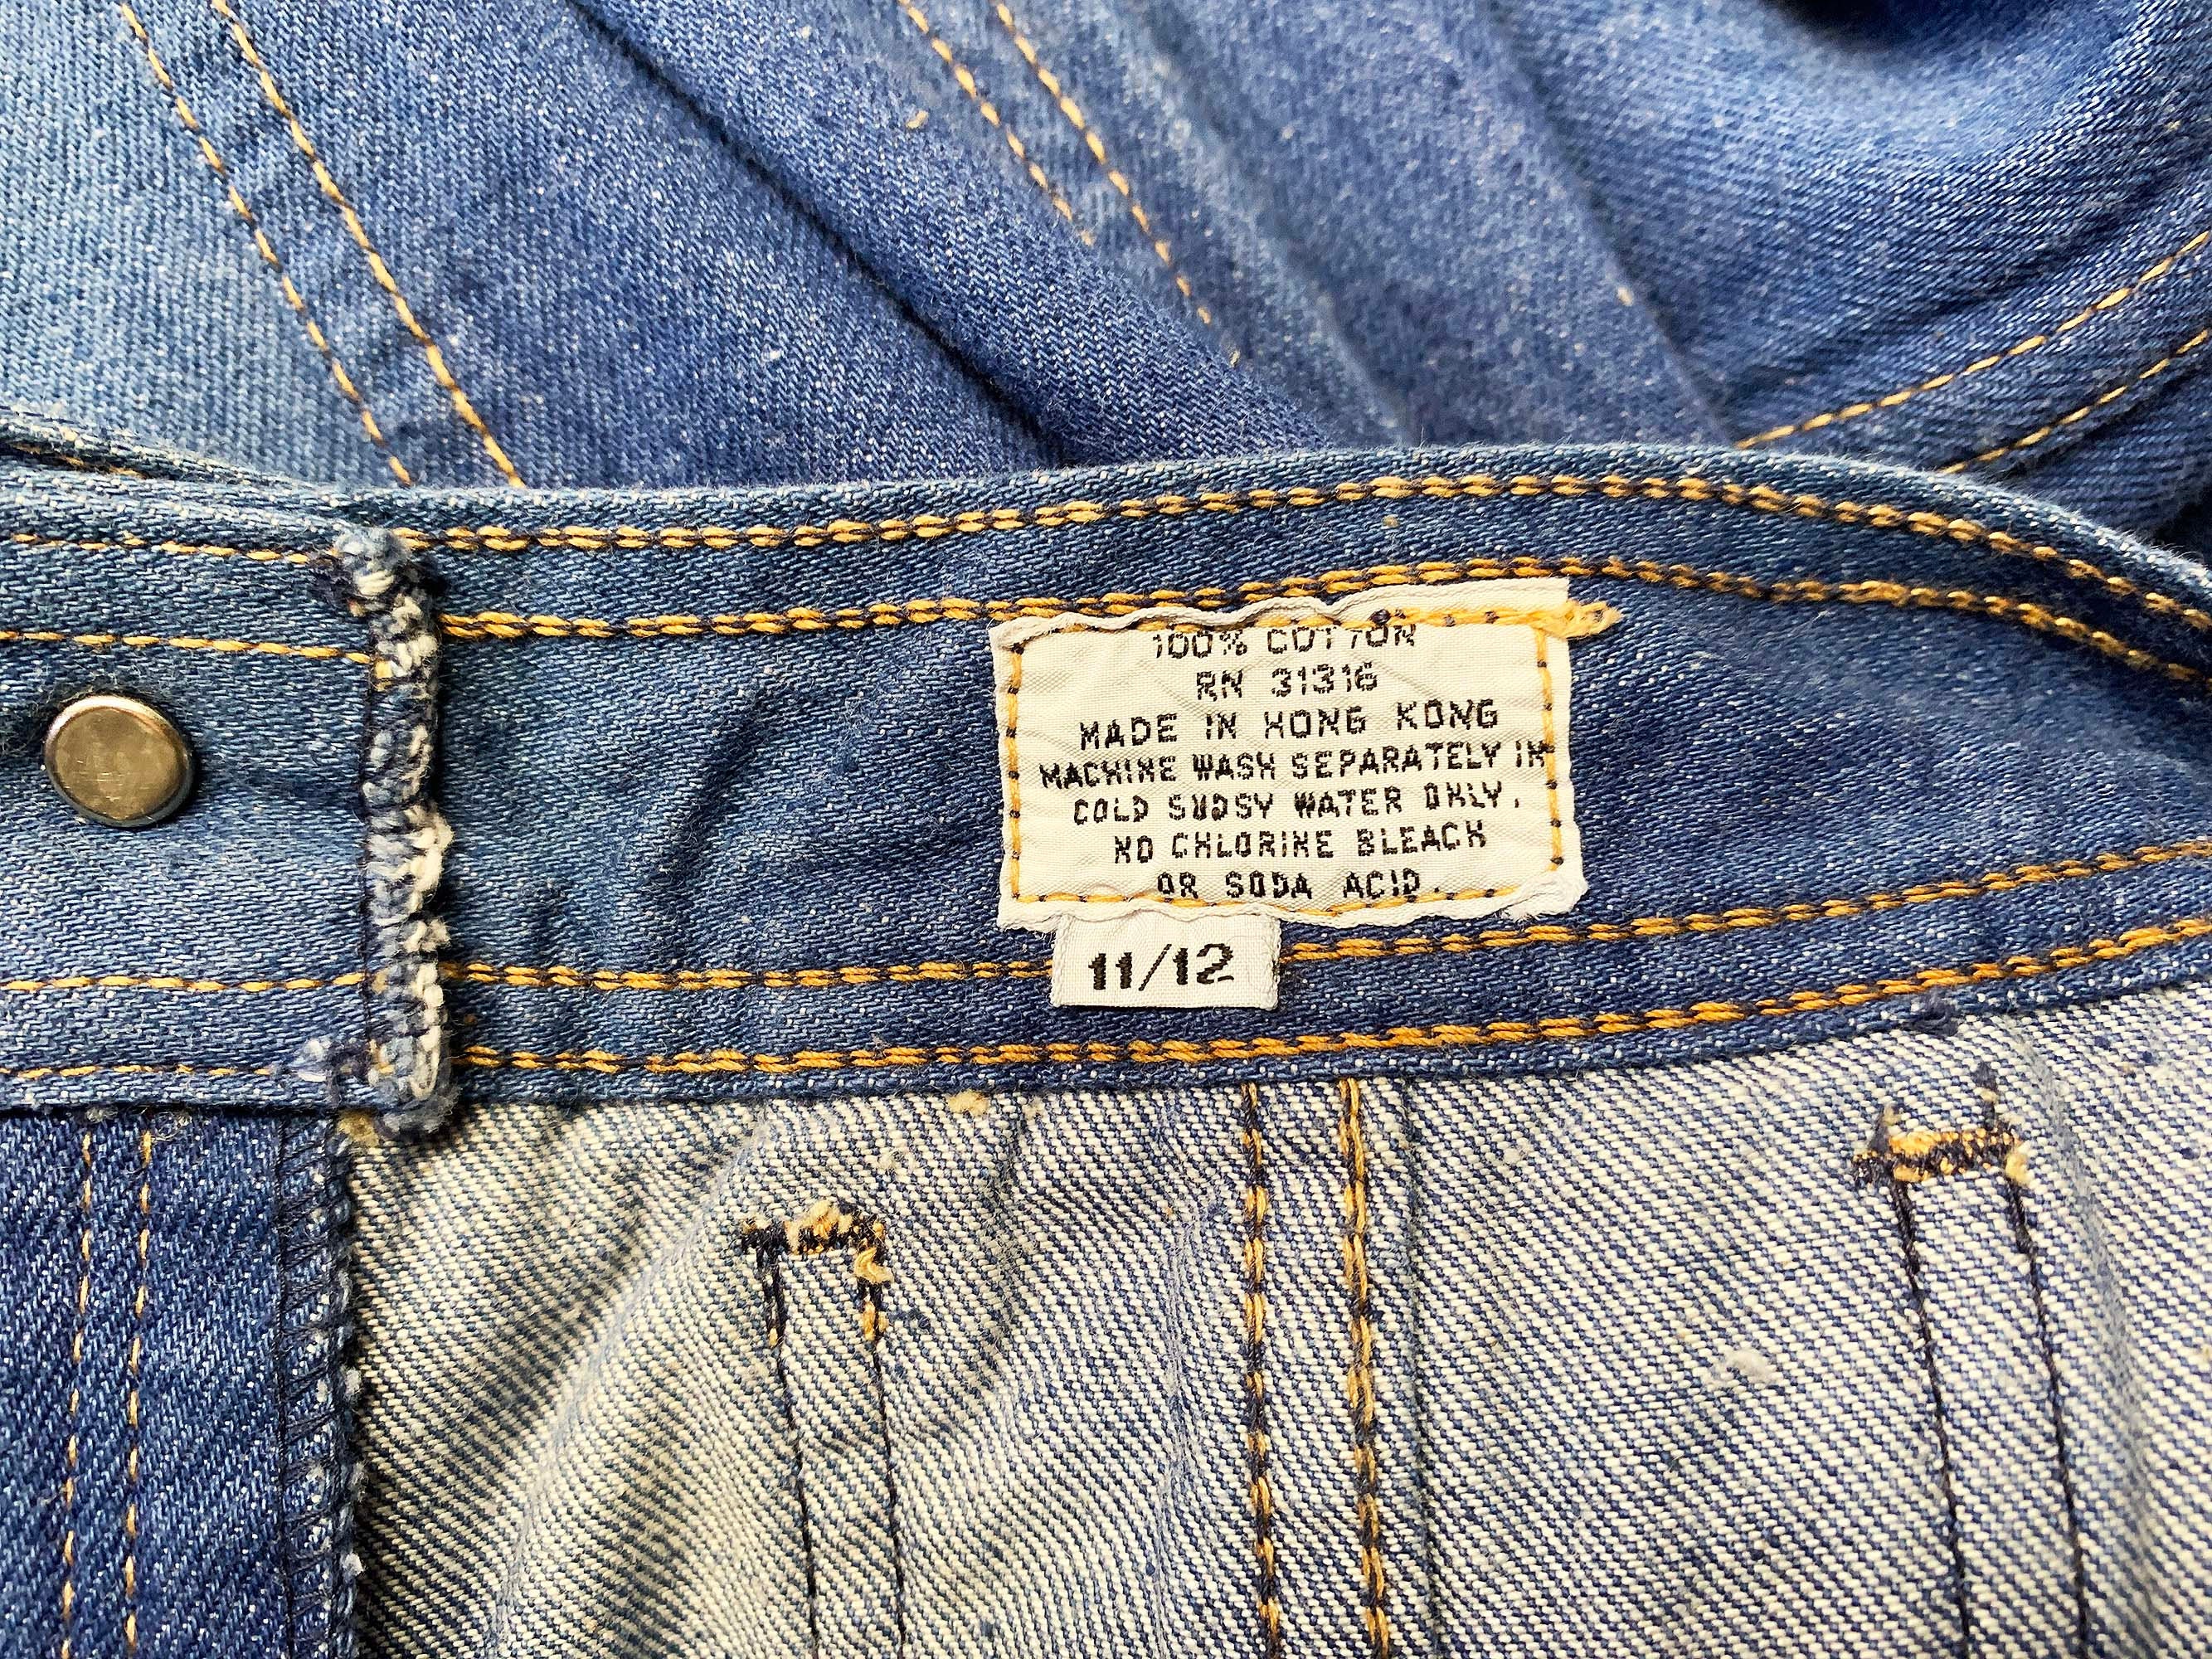 100% COTTON
RN 31316
MADE IN HONG KONG
MACHINE WASH SEPARATELY IN
COLD SUDSY WATER ONLY.
NO CHLORINE BLEACH
OR SODA ACID.
11/12